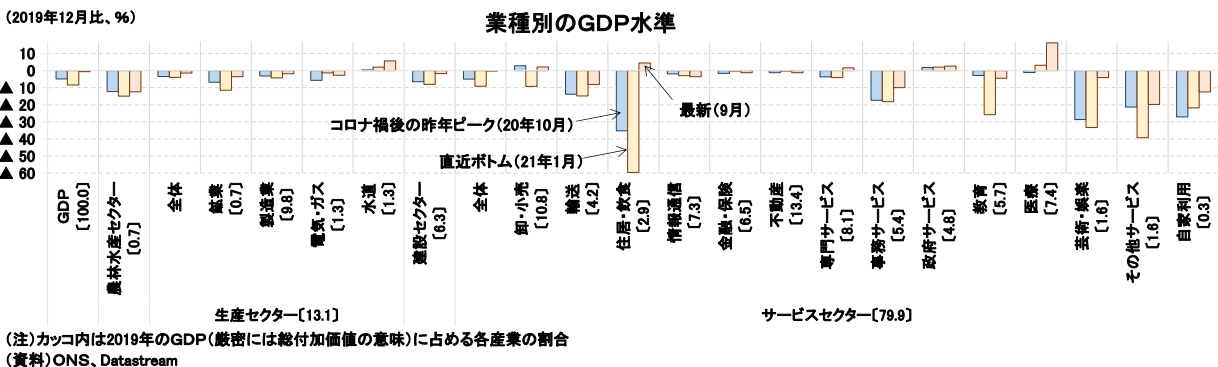 （2019年12月比、％）
業種別のＧＤＰ水準
10
0
▲ 10
▲ 20
▲ 30
▲ 40
▲ 50
▲ 60
コロナ禍後の昨年ピーク（20年10月）
直近ボトム（21年1月）
最新（9月）
GDP
［100.0］
農林水産セクター
［0.7］
全体
鉱業
［0.7］
製造業
［9.8］
電気・ガス
［1.3］
水道
［1.3］
建設セクター
［6.3］
全体
卸・小売
［10.8］
輸送
［4.2］
住居・飲食
［2.9］
情報通信
［7.3］
金融・保険
［6.5］
不動産
［13.4］
専門サービス
［8.1］
事務サービス
［5.4］
政府サービス
［4.8］
教育
［5.7］
医療
［7.4］
芸術・娯楽
［1.6］
その他サービス
［1.6］
自家利用
［0.3］
生産セクター［13.1］
サービスセクター［79.9］
（注）カッコ内は2019年のＧＤＰ（厳密には総付加価値の意味）に占める各産業の割合
（資料）ＯＮＳ、Datastream